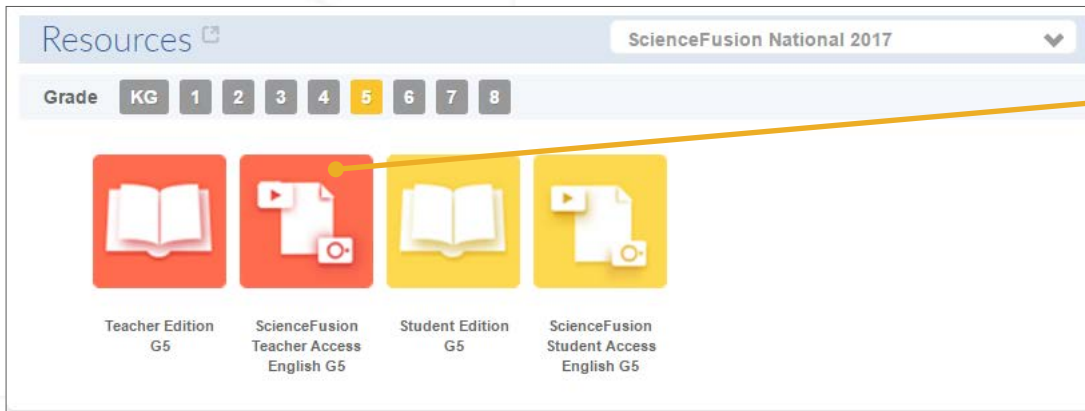 Resources
ScienceFusion National 2017
Grade KG 1 2 3 4 5 6 7 8
Teacher Edition
G5
ScienceFusion
Teacher Access
English G5
Student Edition
G5
ScienceFusion
Student Access
English G5